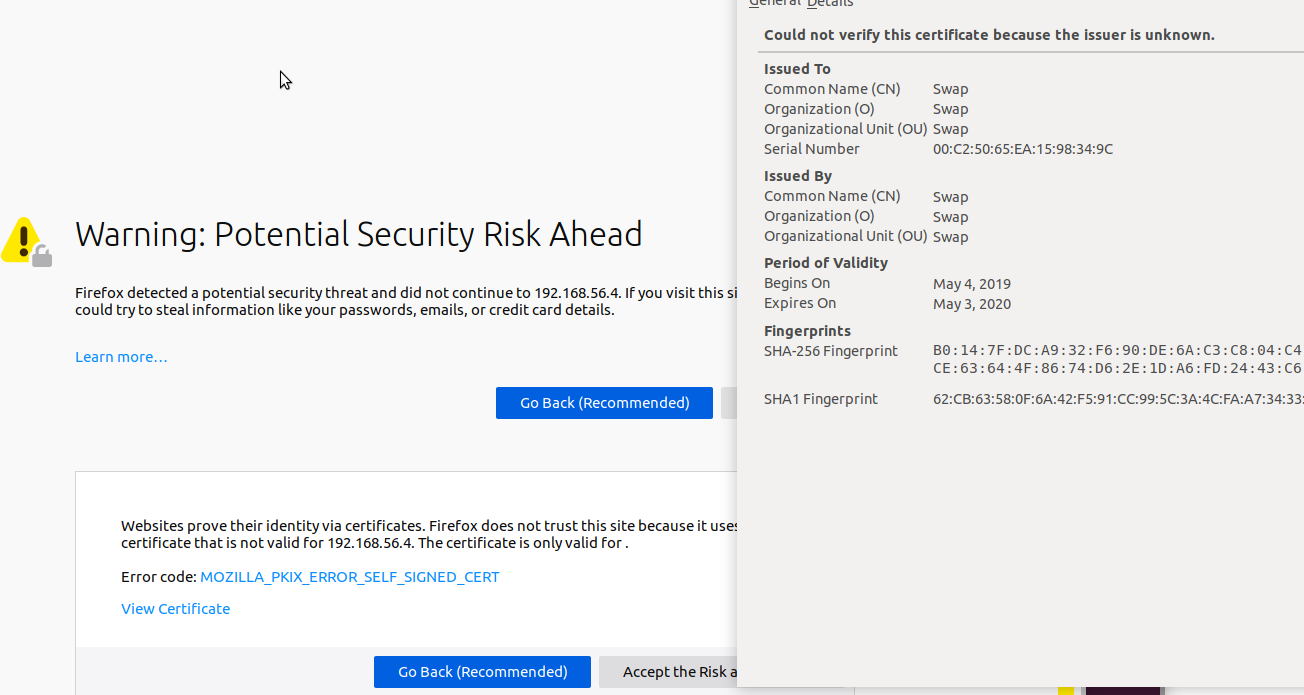 General Details
Could not verify this certificate because the issuer is unknown.
Issued To
Common Name (CN) Swap
Organization (O) Swap
Organizational Unit (OU) Swap
Serial Number 00:C2:50:65:EA:15:98:34:9C
Issued By
Common Name (CN) Swap
Organization (O) Swap
Organizational Unit (OU) Swap
Period of Validity
Begins On May 4, 2019
Expires On May 3, 2020
Fingerprints
SHA-256 Fingerprint B0:14:7F:DC:A9:32:F6:90:DE:6A:C3:C8:04:C4
CE:63:64:4F:86:74:D6:2E:1D:A6:FD:24:43:C6
SHA1 Fingerprint 62:CB:63:58:0F:6A:42:F5:91:CC:99:5C:3A:4C:FA:A7:34:33:
Warning: Potential Security Risk Ahead
Firefox detected a potential security threat and did not continue to 192.168.56.4. If you visit this si
could try to steal information like your passwords, emails, or credit card details.
Learn more…
Go Back (Recommended)
Websites prove their identity via certificates. Firefox does not trust this site because it uses
certificate that is not valid for 192.168.56.4. The certificate is only valid for .
Error code: MOZILLA_PKIX_ERROR_SELF_SIGNED_CERT
View Certificate
Go Back (Recommended) Accept the Risk a